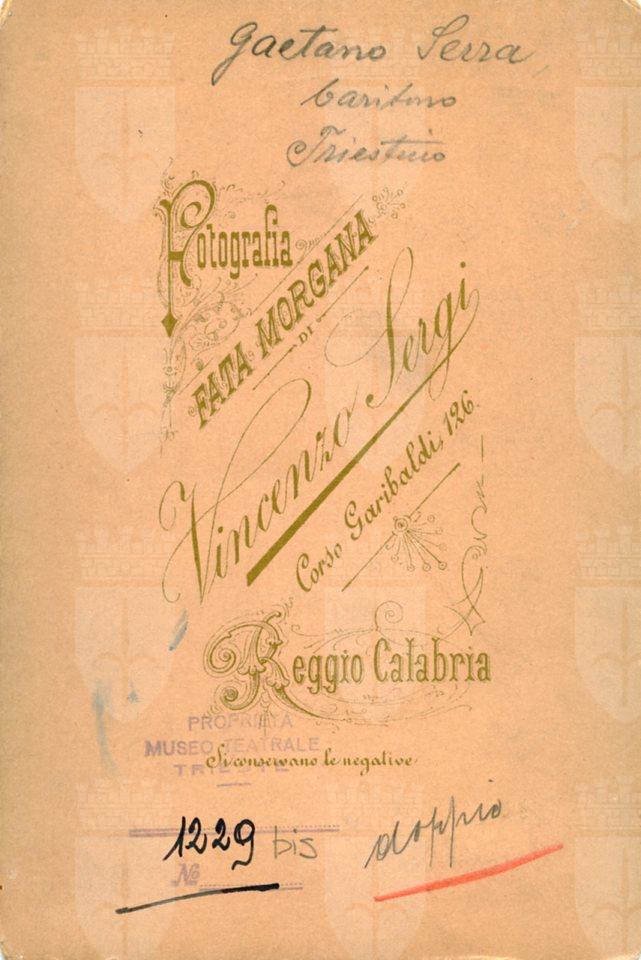 Gaetano Serra,
baritono
Triestino
Fotografia
FATA MORGANA
DI
Vincenzo Sergi
Corso Garibaldi, 126.
Reggio Calabria
PROPRIETÀ
MUSEO TEATRALE
TRIESTE
Si conservano le negative
1229 bis
doppio
No